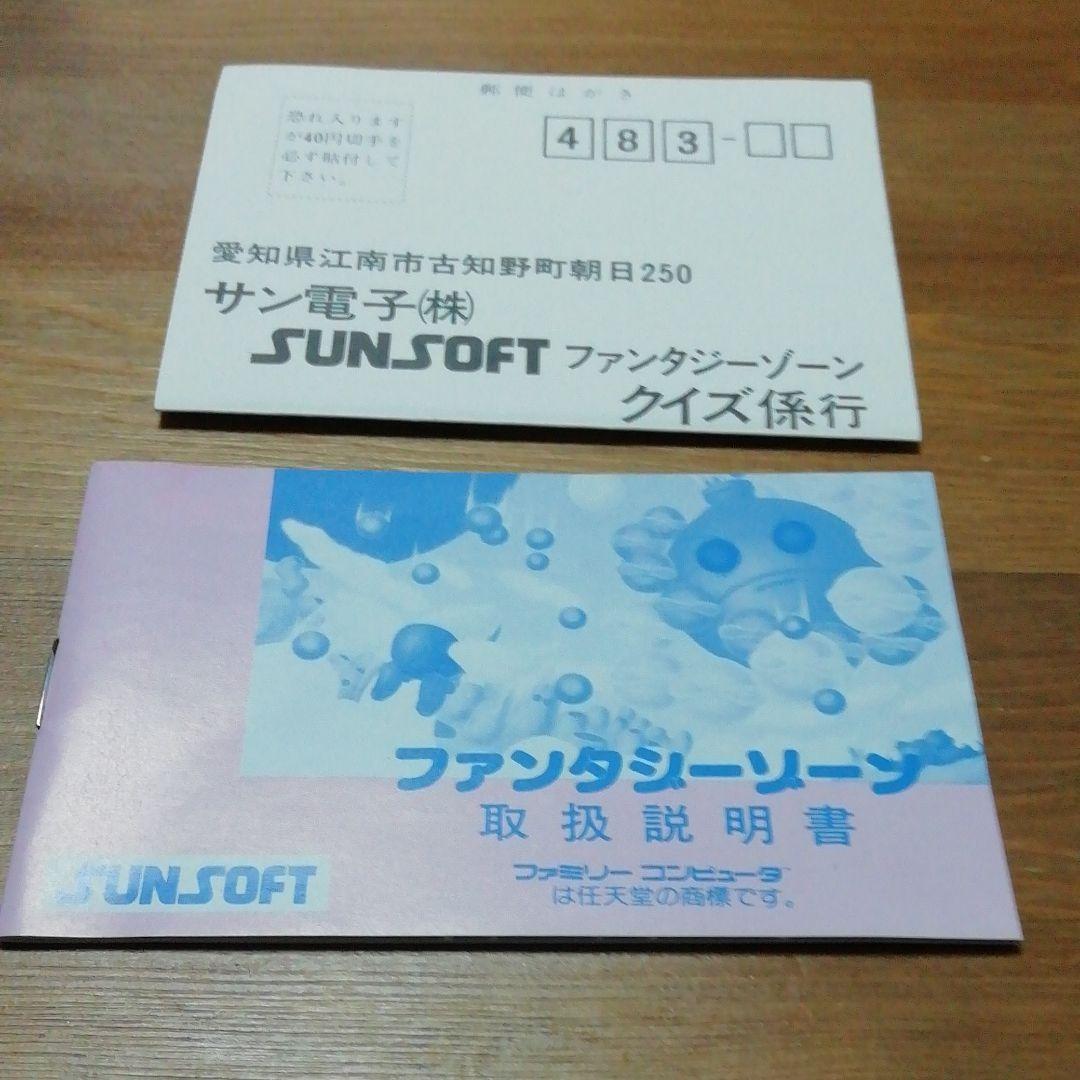 郵便はがき
恐れ入ります
が40円切手を
必ず貼付して
下さい。
483-
愛知県江南市古知野町朝日250
サン電子㈱
SUNSOFT ファンタジーゾーン
クイズ係行
ファンタジーゾーン
取扱説明書
SUNSOFT
ファミリーコンピュータ™
は任天堂の商標です。